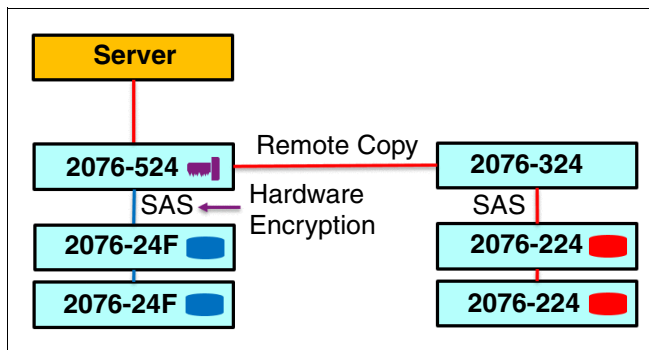 Server
2076-524
Remote Copy
2076-324
SAS
Hardware
Encryption
SAS
2076-24F
2076-224
2076-24F
2076-224